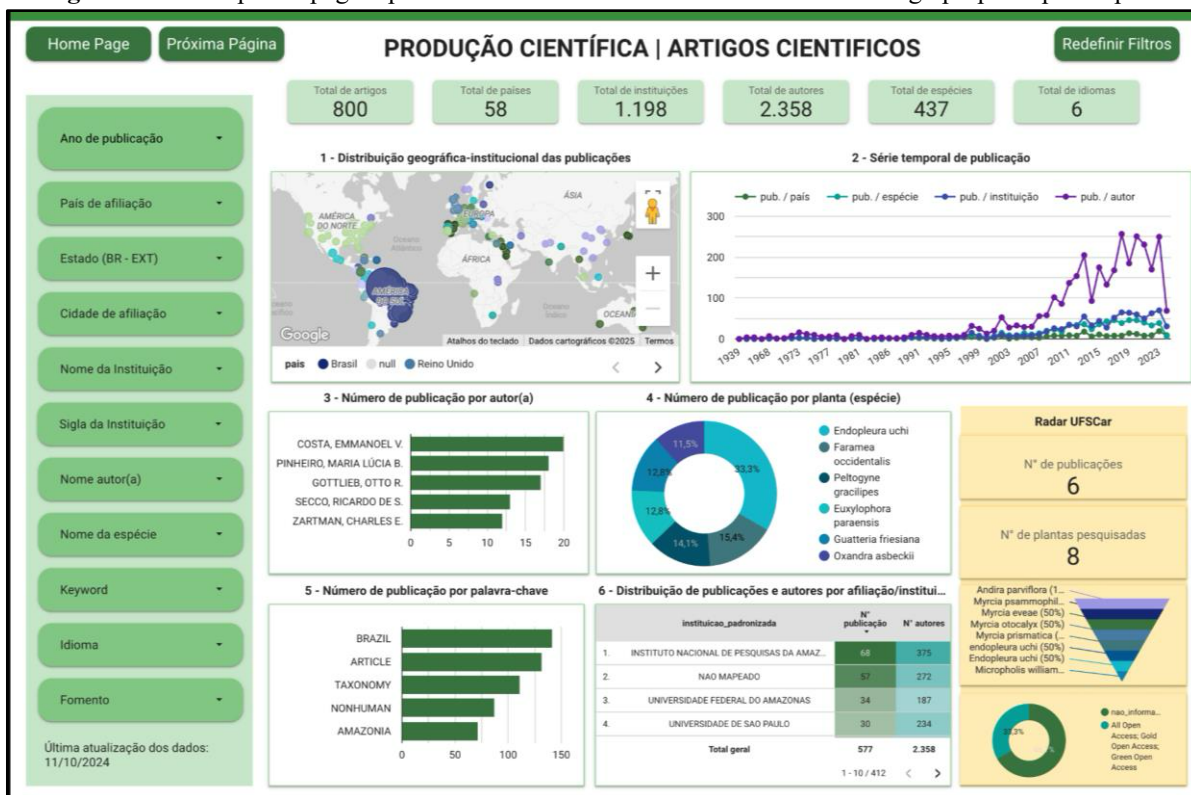 Home Page
Próxima Página
PRODUÇÃO CIENTÍFICA | ARTIGOS CIENTIFICOS
Redefinir Filtros
Total de artigos
800
Total de países
58
Total de instituições
1.198
Total de autores
2.358
Total de espécies
437
Total de idiomas
6
Ano de publicação
País de afiliação
Estado (BR - EXT)
Cidade de afiliação
Nome da Instituição
Sigla da Instituição
Nome autor(a)
Nome da espécie
Keyword
Idioma
Fomento
Última atualização dos dados:
11/10/2024
1 - Distribuição geográfica-institucional das publicações
AMÉRICA
DO NORTE
EUROPA
ÁSIA
Oceano
Atlântico
ÁFRICA
AMÉRICA
DO SUL
Oceano
Índico
OCEANI
Google
Atalhos do teclado
Dados cartográficos ©2025
Termos
pais
Brasil
null
Reino Unido
2 - Série temporal de publicação
pub. / país
pub. / espécie
pub. / instituição
pub. / autor
300
200
100
0
1939 1968 1973 1977 1981 1986 1991 1995 1999 2003 2007 2011 2015 2019 2023
3 - Número de publicação por autor(a)
COSTA, EMMANOEL V.
PINHEIRO, MARIA LÚCIA B.
GOTTLIEB, OTTO R.
SECCO, RICARDO DE S.
ZARTMAN, CHARLES E.
0 5 10 15 20
4 - Número de publicação por planta (espécie)
11,5%
33,3%
12,8%
12,8%
14,1%
15,4%
Endopleura uchi
Faramea
occidentalis
Peltogyne
gracilipes
Euxylophora
paraensis
Guatteria friesiana
Oxandra asbeckii
5 - Número de publicação por palavra-chave
BRAZIL
ARTICLE
TAXONOMY
NONHUMAN
AMAZONIA
0 50 100 150
6 - Distribuição de publicações e autores por afiliação/institui...
instituicao_padronizada
N°
publicação
N° autores
1. INSTITUTO NACIONAL DE PESQUISAS DA AMAZ... 68 375
2. NAO MAPEADO 57 272
3. UNIVERSIDADE FEDERAL DO AMAZONAS 34 187
4. UNIVERSIDADE DE SAO PAULO 30 234
Total geral 577 2.358
1 - 10 / 412
Radar UFSCar
N° de publicações
6
N° de plantas pesquisadas
8
Andira parviflora (1...
Myrcia psammophil...
Myrcia eveae (50%)
Myrcia otocalyx (50%)
Myrcia prismatica (...
endopleura uchi (50%)
Endopleura uchi (50%)
Micropholis william...
33,3%
nao_informa...
All Open
Access; Gold
Open Access;
Green Open
Access